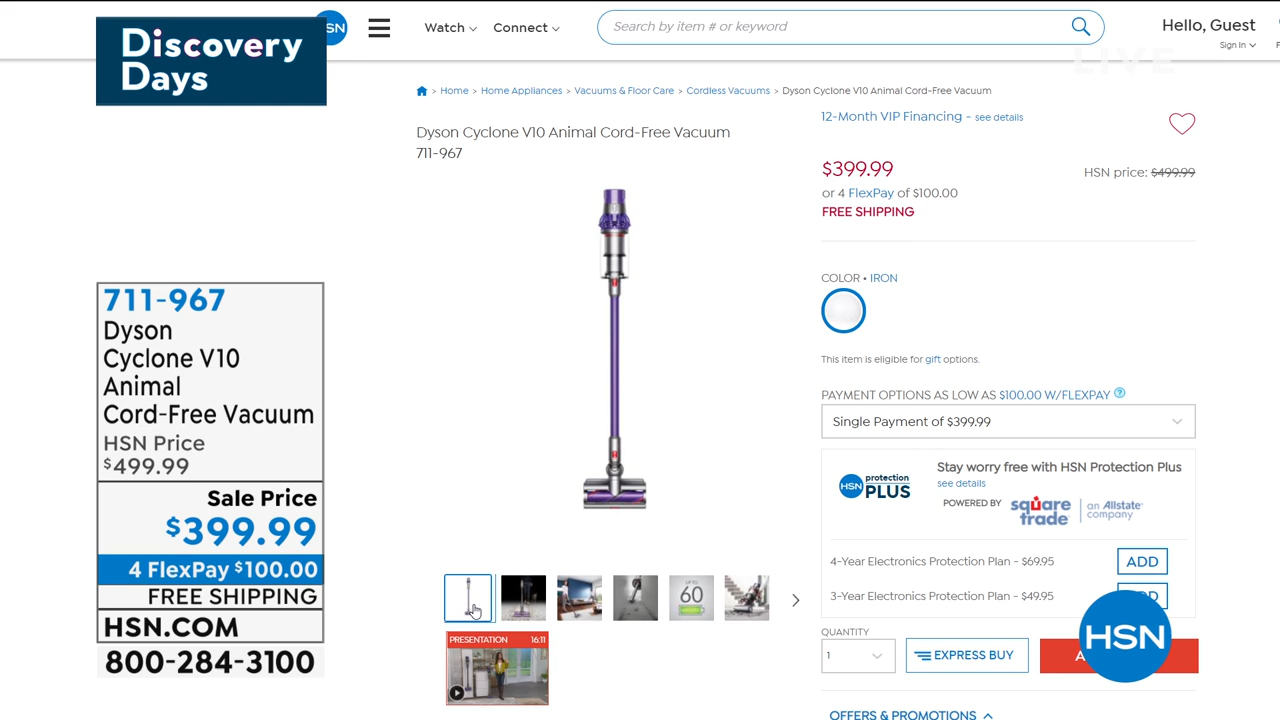 Discovery
Days
SN
Watch
Connect
Search by item # or keyword
Hello, Guest
Sign In
LIVE
Home > Home Appliances > Vacuums & Floor Care > Cordless Vacuums > Dyson Cyclone V10 Animal Cord-Free Vacuum
Dyson Cyclone V10 Animal Cord-Free Vacuum
711-967
12-Month VIP Financing - see details
$399.99
HSN price: $499.99
or 4 FlexPay of $100.00
FREE SHIPPING
COLOR • IRON
This item is eligible for gift options.
PAYMENT OPTIONS AS LOW AS $100.00 W/FLEXPAY ?
Single Payment of $399.99
HSN protection PLUS
Stay worry free with HSN Protection Plus
see details
POWERED BY
square trade
an Allstate company
4-Year Electronics Protection Plan - $69.95
ADD
3-Year Electronics Protection Plan - $49.95
QUANTITY
1
EXPRESS BUY
A
HSN
OFFERS & PROMOTIONS
UP TO
60
PRESENTATION 16:11
711-967
Dyson
Cyclone V10
Animal
Cord-Free Vacuum
HSN Price
$499.99
Sale Price
$399.99
4 FlexPay $100.00
FREE SHIPPING
HSN.COM
800-284-3100